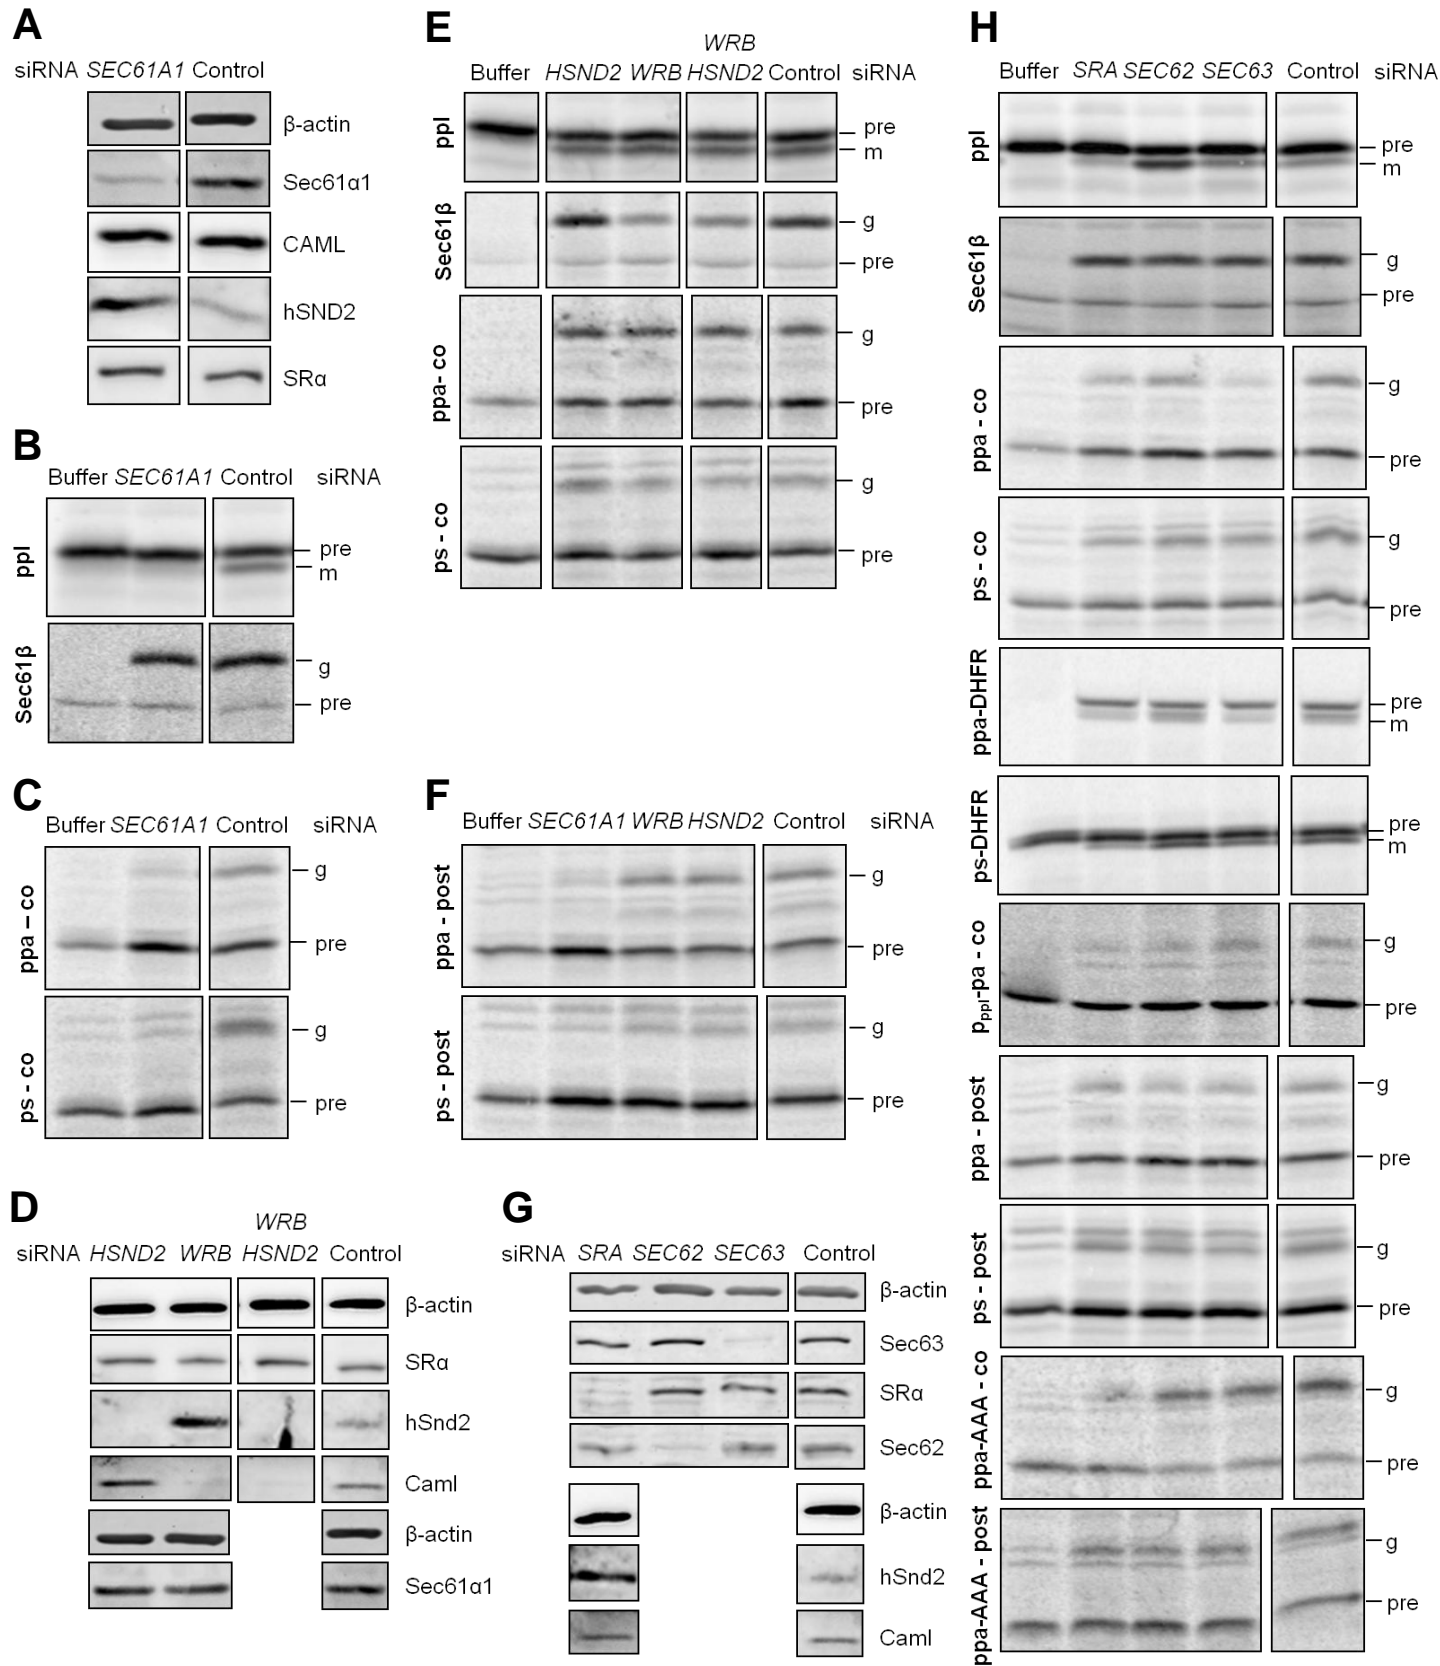 A
siRNA SEC61A1 Control
β-actin
Sec61α1
CAML
hSND2
SRα
B
Buffer SEC61A1 Control siRNA
ppl
pre
m
Sec61β
g
pre
C
Buffer SEC61A1 Control siRNA
ppa – co
g
pre
ps - co
g
pre
D
WRB
siRNA HSND2 WRB HSND2 Control
β-actin
SRα
hSnd2
Caml
β-actin
Sec61α1
E
WRB
Buffer HSND2 WRB HSND2 Control siRNA
ppl
pre
m
Sec61β
g
pre
ppa- co
g
pre
ps - co
g
pre
F
Buffer SEC61A1 WRB HSND2 Control siRNA
ppa - post
g
pre
ps - post
g
pre
G
siRNA SRA SEC62 SEC63 Control
β-actin
Sec63
SRα
Sec62
β-actin
hSnd2
Caml
H
Buffer SRA SEC62 SEC63 Control siRNA
ppl
pre
m
Sec61β
g
pre
ppa - co
g
pre
ps - co
g
pre
ppa-DHFR
pre
m
ps-DHFR
pre
m
pppl-pa - co
g
pre
ppa - post
g
pre
ps - post
g
pre
ppa-AAA - co
g
pre
ppa-AAA - post
g
pre